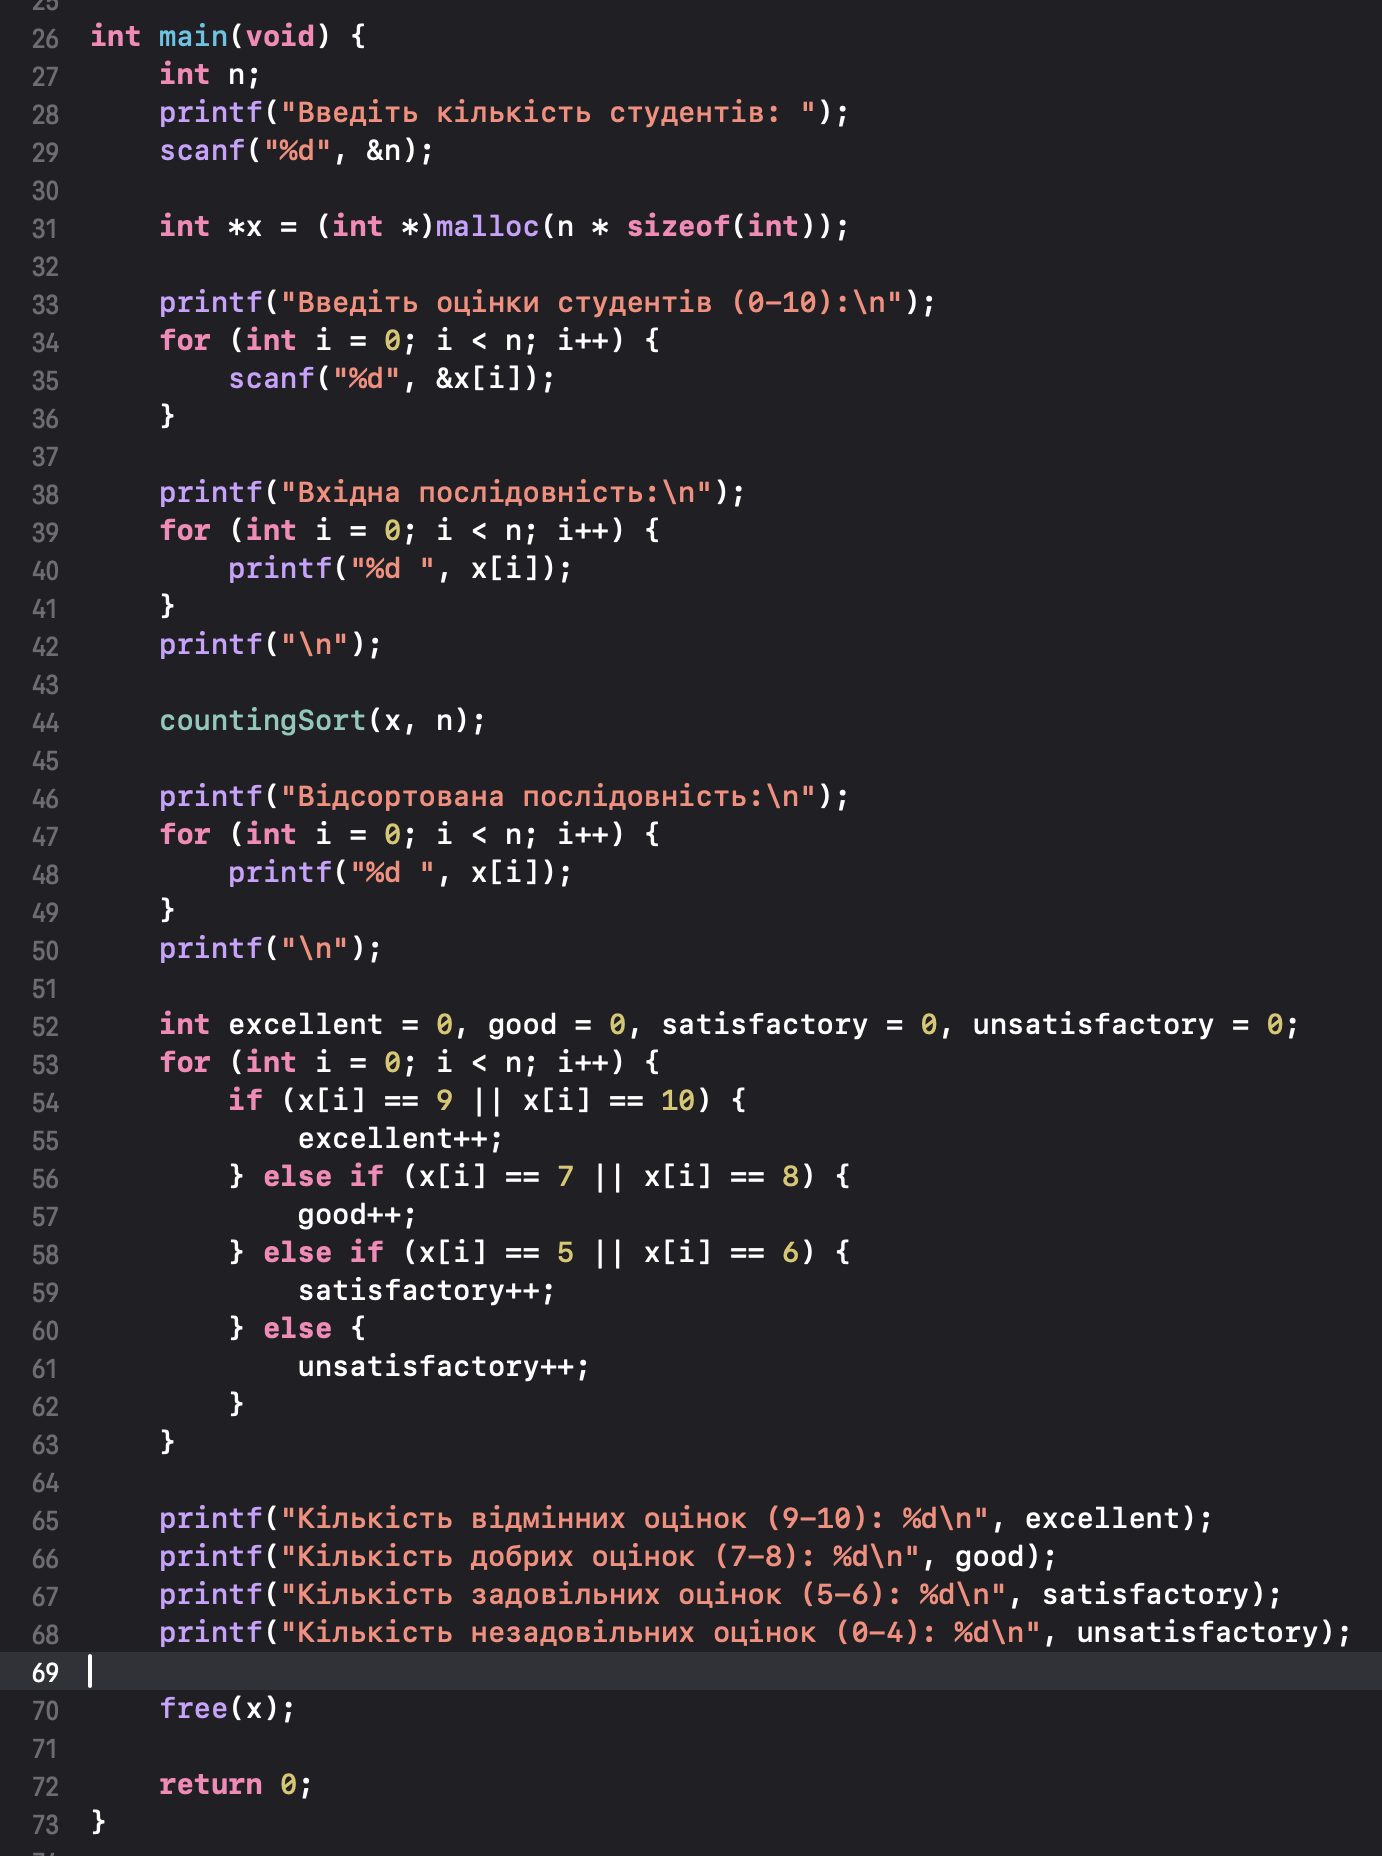 25
26 int main(void) {
27     int n;
28     printf("Введіть кількість студентів: ");
29     scanf("%d", &n);
30
31     int *x = (int *)malloc(n * sizeof(int));
32
33     printf("Введіть оцінки студентів (0–10):\n");
34     for (int i = 0; i < n; i++) {
35         scanf("%d", &x[i]);
36     }
37
38     printf("Вхідна послідовність:\n");
39     for (int i = 0; i < n; i++) {
40         printf("%d ", x[i]);
41     }
42     printf("\n");
43
44     countingSort(x, n);
45
46     printf("Відсортована послідовність:\n");
47     for (int i = 0; i < n; i++) {
48         printf("%d ", x[i]);
49     }
50     printf("\n");
51
52     int excellent = 0, good = 0, satisfactory = 0, unsatisfactory = 0;
53     for (int i = 0; i < n; i++) {
54         if (x[i] == 9 || x[i] == 10) {
55             excellent++;
56         } else if (x[i] == 7 || x[i] == 8) {
57             good++;
58         } else if (x[i] == 5 || x[i] == 6) {
59             satisfactory++;
60         } else {
61             unsatisfactory++;
62         }
63     }
64
65     printf("Кількість відмінних оцінок (9–10): %d\n", excellent);
66     printf("Кількість добрих оцінок (7–8): %d\n", good);
67     printf("Кількість задовільних оцінок (5–6): %d\n", satisfactory);
68     printf("Кількість незадовільних оцінок (0–4): %d\n", unsatisfactory);
69
70     free(x);
71
72     return 0;
73 }